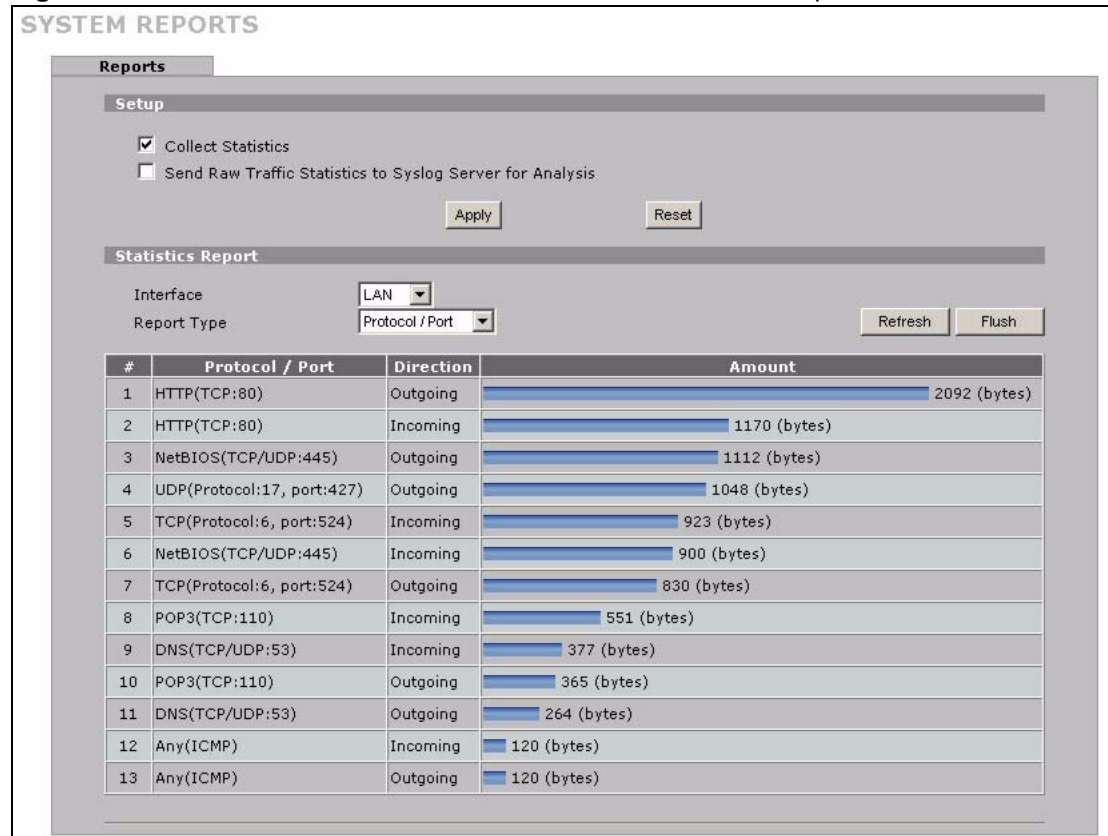 SYSTEM REPORTS
Reports
Setup
Collect Statistics
Send Raw Traffic Statistics to Syslog Server for Analysis
Apply Reset
Statistics Report
Interface LAN
Report Type Protocol / Port Refresh Flush
# Protocol / Port Direction Amount
1 HTTP(TCP:80) Outgoing 2092 (bytes)
2 HTTP(TCP:80) Incoming 1170 (bytes)
3 NetBIOS(TCP/UDP:445) Outgoing 1112 (bytes)
4 UDP(Protocol:17, port:427) Outgoing 1048 (bytes)
5 TCP(Protocol:6, port:524) Incoming 923 (bytes)
6 NetBIOS(TCP/UDP:445) Incoming 900 (bytes)
7 TCP(Protocol:6, port:524) Outgoing 830 (bytes)
8 POP3(TCP:110) Incoming 551 (bytes)
9 DNS(TCP/UDP:53) Incoming 377 (bytes)
10 POP3(TCP:110) Outgoing 365 (bytes)
11 DNS(TCP/UDP:53) Outgoing 264 (bytes)
12 Any(ICMP) Incoming 120 (bytes)
13 Any(ICMP) Outgoing 120 (bytes)